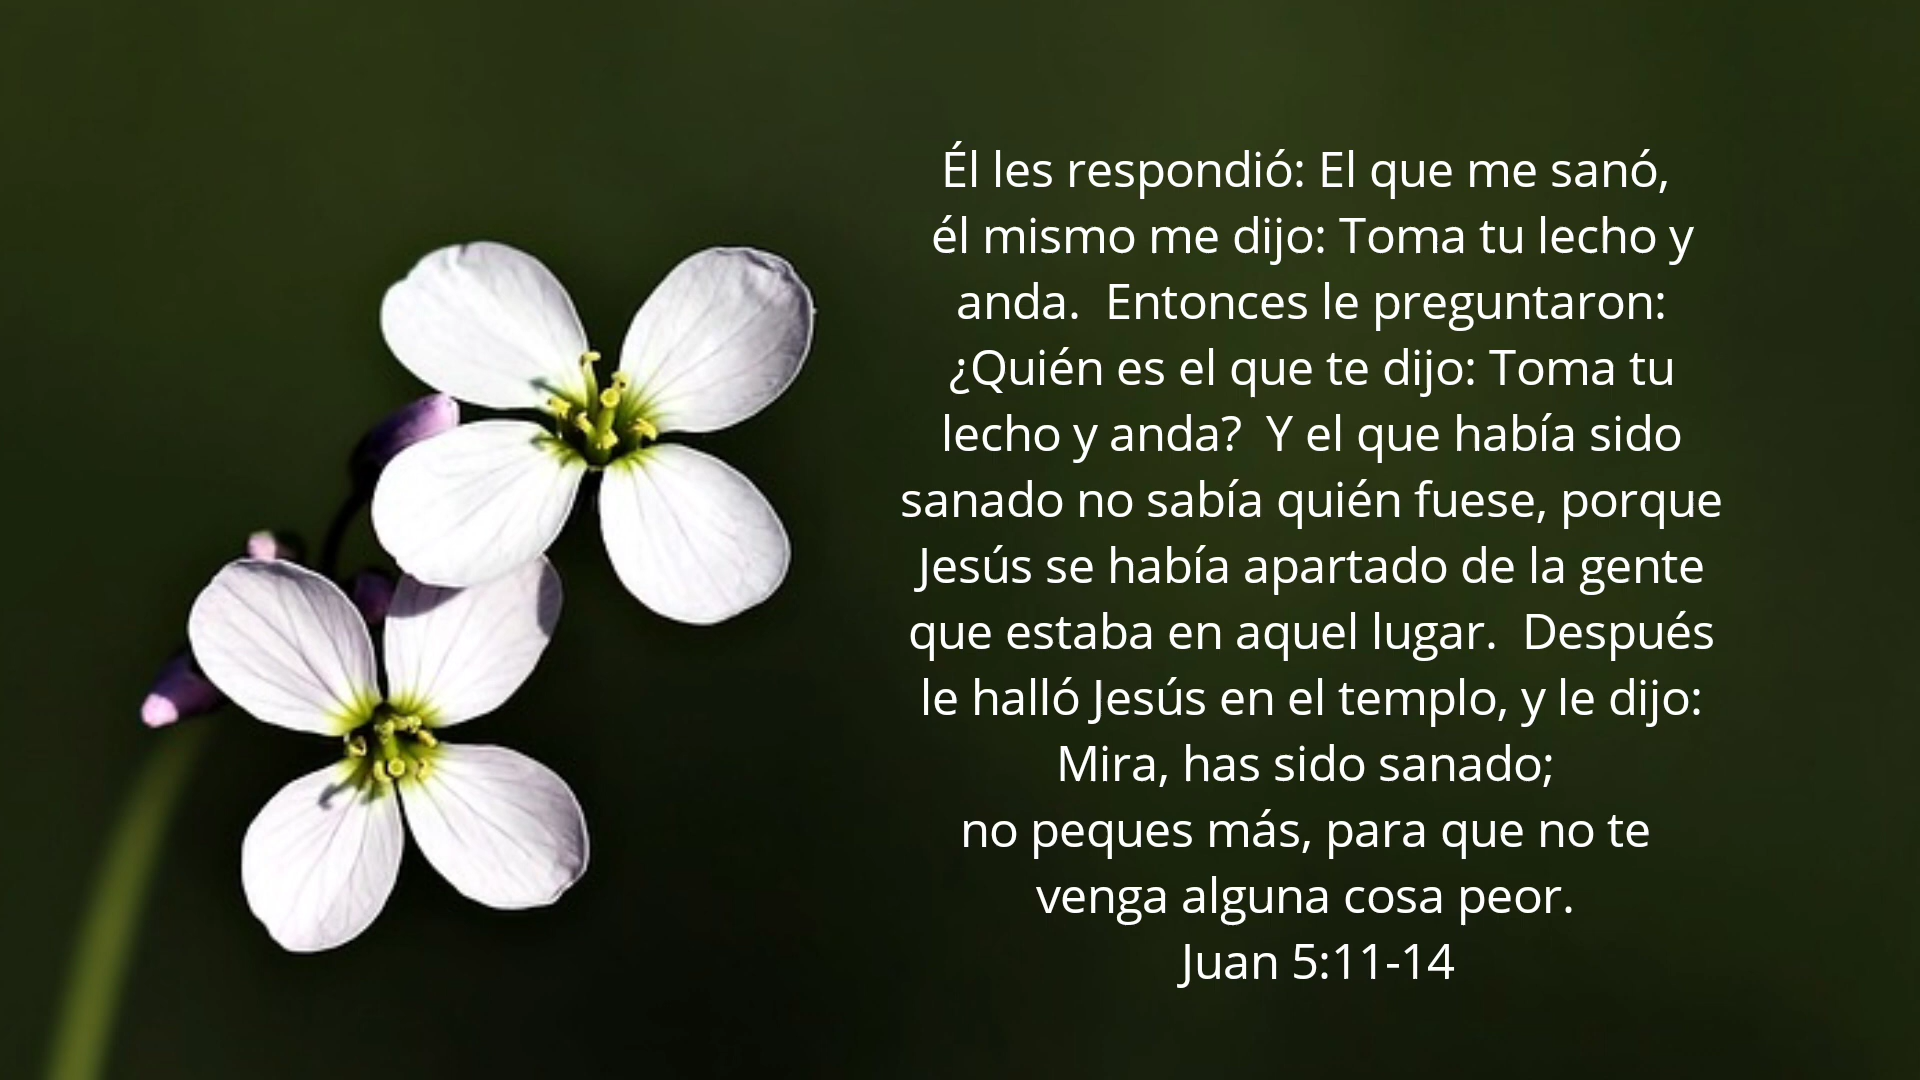 Él les respondió: El que me sanó,
él mismo me dijo: Toma tu lecho y
anda.  Entonces le preguntaron:
¿Quién es el que te dijo: Toma tu
lecho y anda?  Y el que había sido
sanado no sabía quién fuese, porque
Jesús se había apartado de la gente
que estaba en aquel lugar.  Después
le halló Jesús en el templo, y le dijo:
Mira, has sido sanado;
no peques más, para que no te
venga alguna cosa peor.
Juan 5:11-14